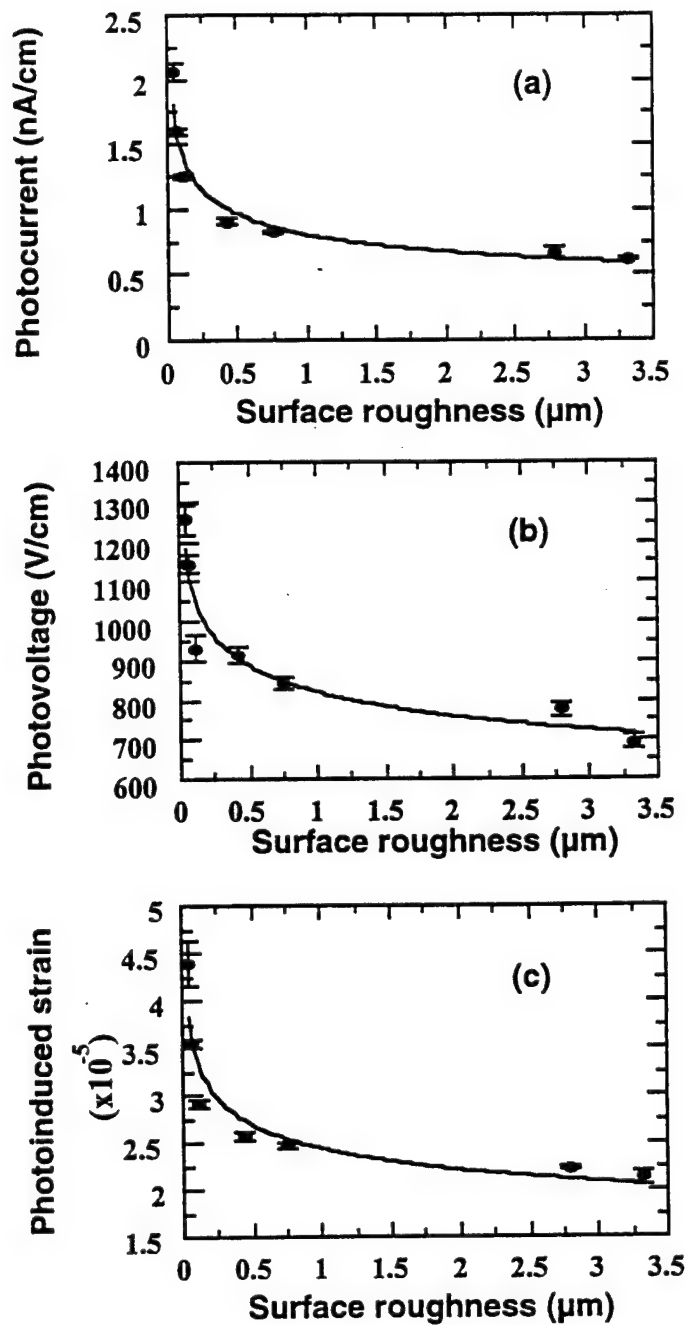 2.5
2
1.5
1
0.5
0
Photocurrent (nA/cm)
(a)
0 0.5 1 1.5 2 2.5 3 3.5
Surface roughness (µm)
1400
1300
1200
1100
1000
900
800
700
600
Photovoltage (V/cm)
(b)
0 0.5 1 1.5 2 2.5 3 3.5
Surface roughness (µm)
5
4.5
4
3.5
3
2.5
2
1.5
Photoinduced strain
(x10-5)
(c)
0 0.5 1 1.5 2 2.5 3 3.5
Surface roughness (µm)